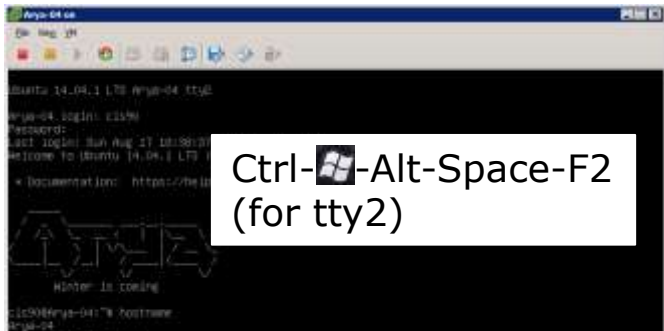 Arya-04 on
File View VM
Ubuntu 14.04.1 LTS Arya-04 tty2
Arya-04 login: cis90
Password:
Last login: Sun Aug 17
Welcome to Ubuntu 14.04.1 LTS
* Documentation: https://help
Ctrl- -Alt-Space-F2
(for tty2)
Winter is coming
cis90@Arya-04:~$ hostname
Arya-04